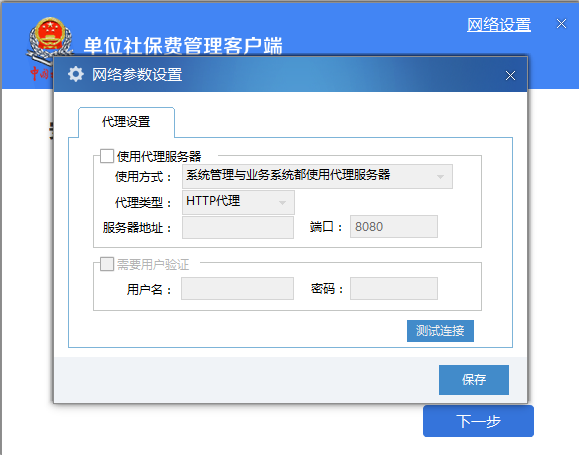 网络设置
单位社保费管理客户端
网络参数设置
代理设置
使用代理服务器
使用方式： 系统管理与业务系统都使用代理服务器
代理类型： HTTP代理
服务器地址： 端口： 8080
需要用户验证
用户名： 密码：
测试连接
保存
下一步